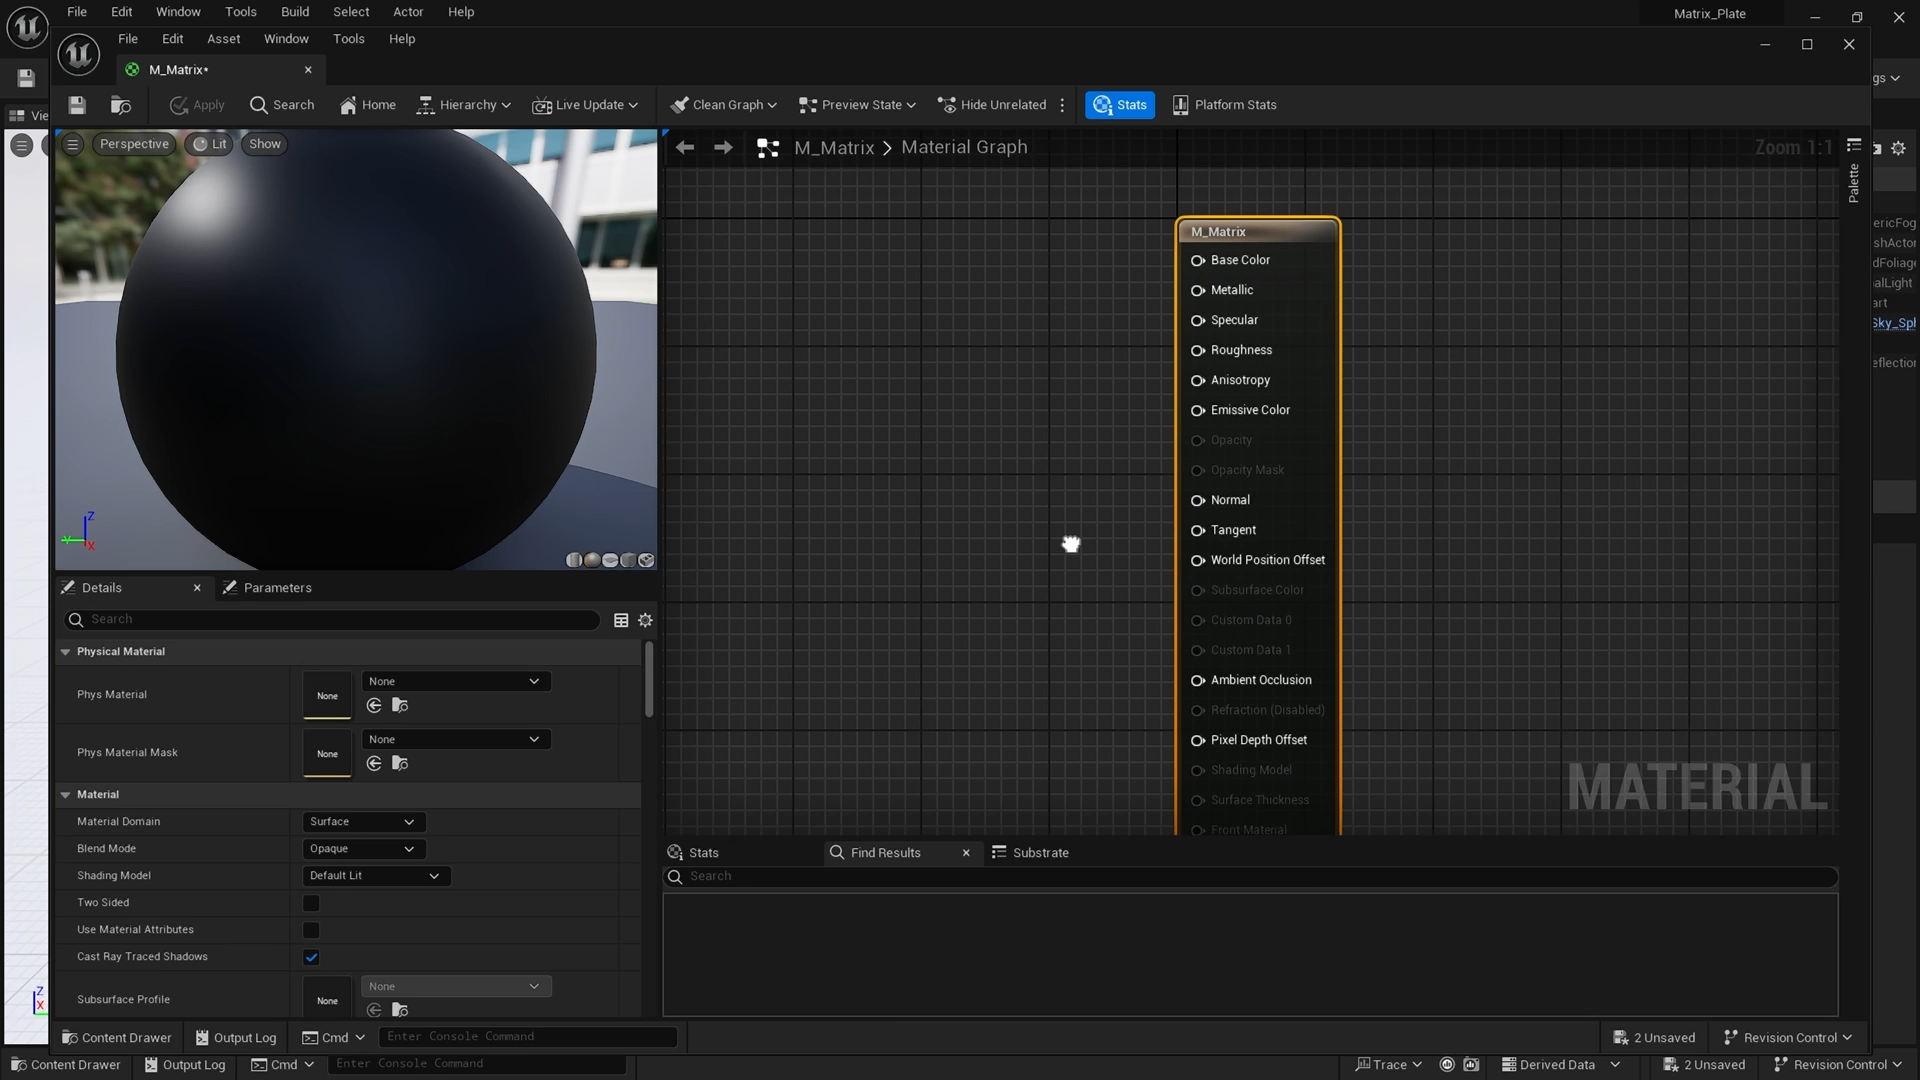 File Edit Window Tools Build Select Actor Help
Matrix_Plate
File Edit Asset Window Tools Help
M_Matrix*
Apply Search Home Hierarchy Live Update Clean Graph Preview State Hide Unrelated Stats Platform Stats
gs
Vie
Perspective Lit Show
M_Matrix > Material Graph
Zoom 1:1
Palette
M_Matrix
Base Color
Metallic
Specular
Roughness
Anisotropy
Emissive Color
Opacity
Opacity Mask
Normal
Tangent
World Position Offset
Subsurface Color
Custom Data 0
Custom Data 1
Ambient Occlusion
Refraction (Disabled)
Pixel Depth Offset
Shading Model
Surface Thickness
Front Material
MATERIAL
ericFog
shActor
dFoliage
alLight
art
Sky_Sph
eflection
Z
Y
X
Details Parameters
Search
Physical Material
Phys Material None None
Phys Material Mask None None
Material
Material Domain Surface
Blend Mode Opaque
Shading Model Default Lit
Two Sided
Use Material Attributes
Cast Ray Traced Shadows
Subsurface Profile None None
Z
X
Stats Find Results Substrate
Search
Content Drawer Output Log Cmd Enter Console Command 2 Unsaved Revision Control
Content Drawer Output Log Cmd Enter Console Command Trace Derived Data 2 Unsaved Revision Control